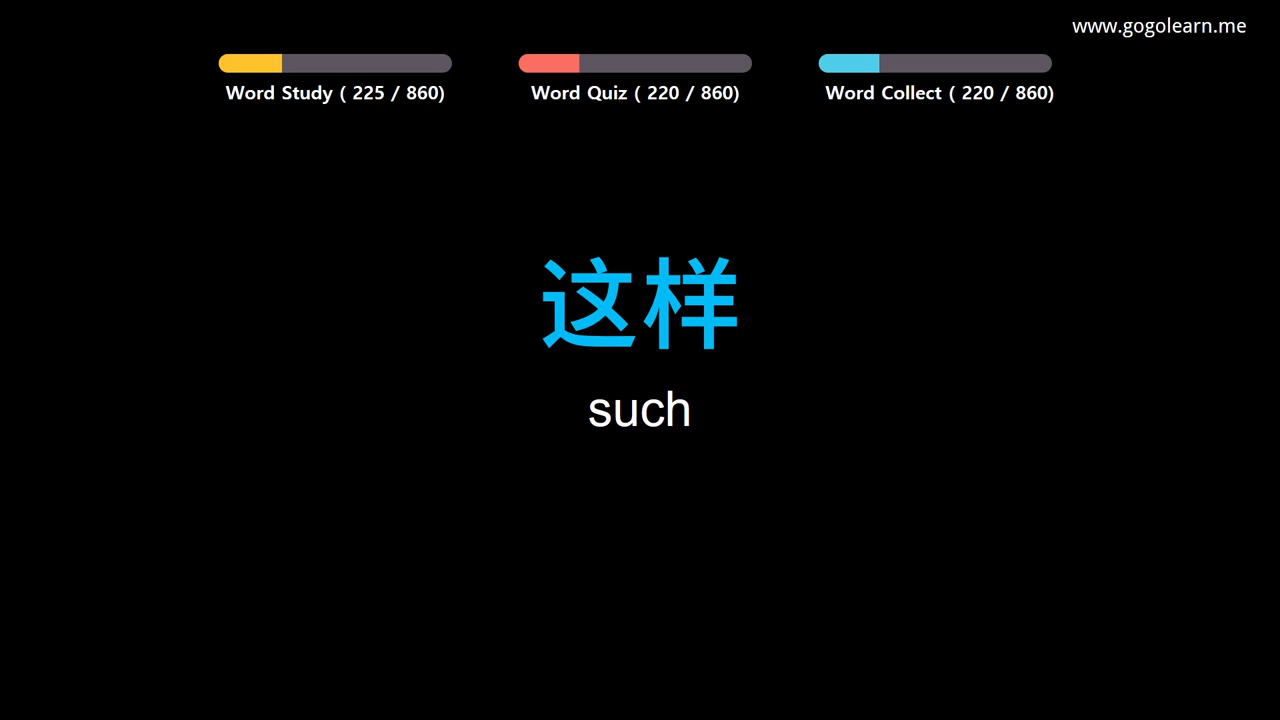 www.gogolearn.me
Word Study ( 225 / 860)
Word Quiz ( 220 / 860)
Word Collect ( 220 / 860)
这样
such